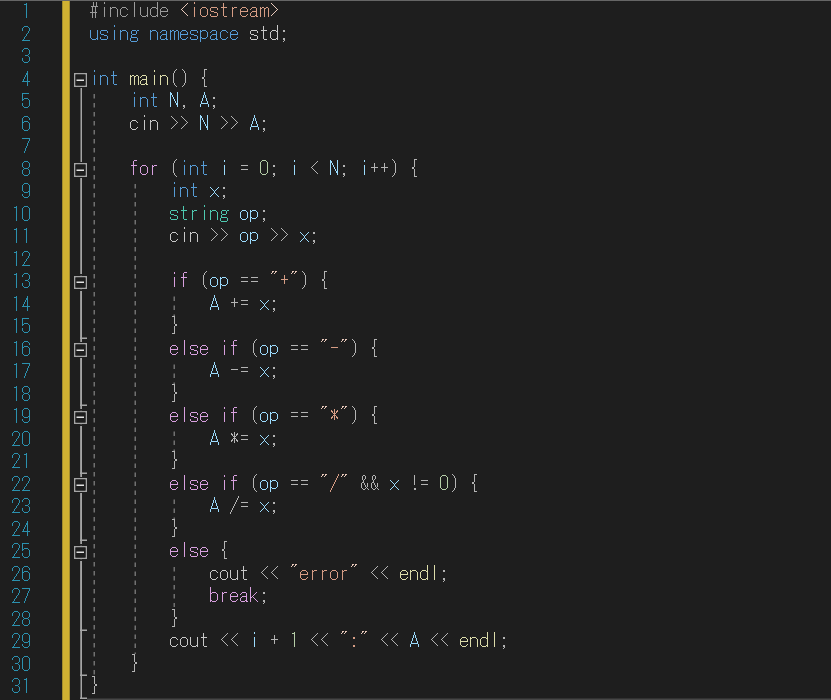 1 #include <iostream>
2 using namespace std;
3
4 int main() {
5     int N, A;
6     cin >> N >> A;
7
8     for (int i = 0; i < N; i++) {
9         int x;
10         string op;
11         cin >> op >> x;
12
13         if (op == "+") {
14             A += x;
15         }
16         else if (op == "-") {
17             A -= x;
18         }
19         else if (op == "*") {
20             A *= x;
21         }
22         else if (op == "/" && x != 0) {
23             A /= x;
24         }
25         else {
26             cout << "error" << endl;
27             break;
28         }
29         cout << i + 1 << ":" << A << endl;
30     }
31 }